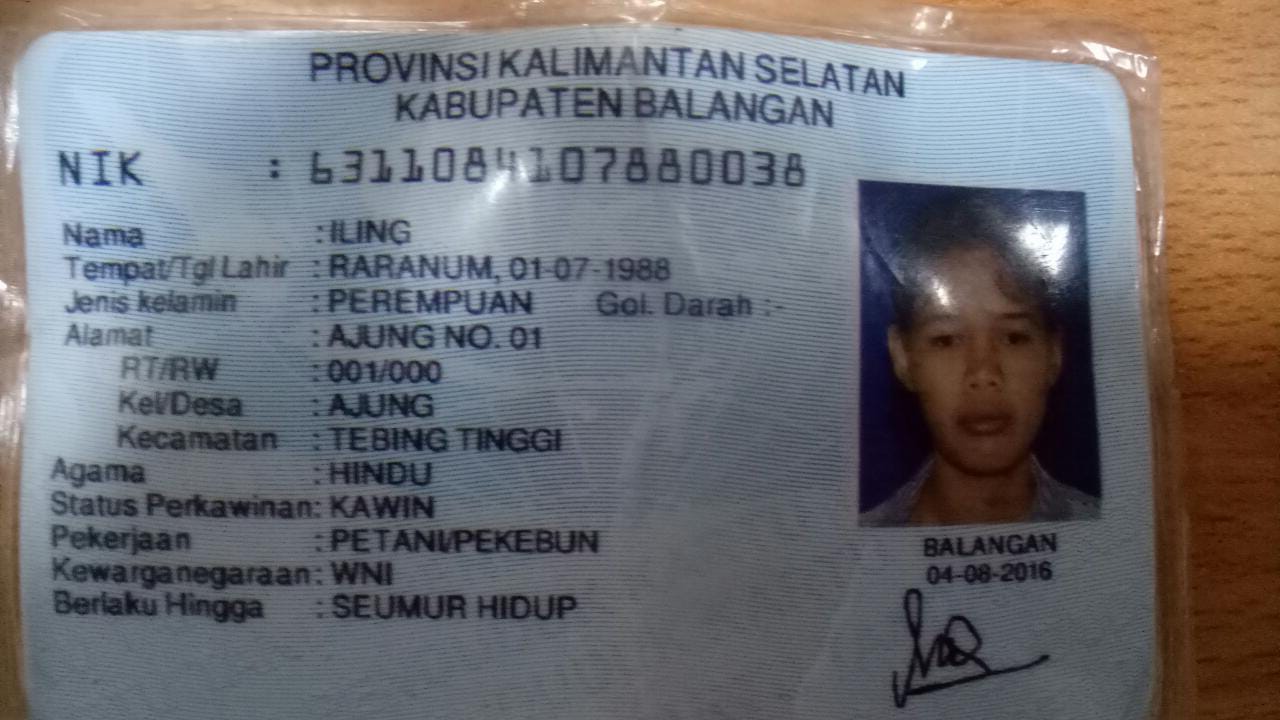 PROVINSI KALIMANTAN SELATAN
KABUPATEN BALANGAN
NIK : 6311084107880038
Nama : ILING
Tempat/Tgl Lahir : RARANUM, 01-07-1988
Jenis kelamin : PEREMPUAN Gol. Darah :-
Alamat : AJUNG NO. 01
RT/RW : 001/000
Kel/Desa : AJUNG
Kecamatan : TEBING TINGGI
Agama : HINDU
Status Perkawinan: KAWIN
Pekerjaan : PETANI/PEKEBUN
Kewarganegaraan: WNI
Berlaku Hingga : SEUMUR HIDUP
BALANGAN
04-08-2016